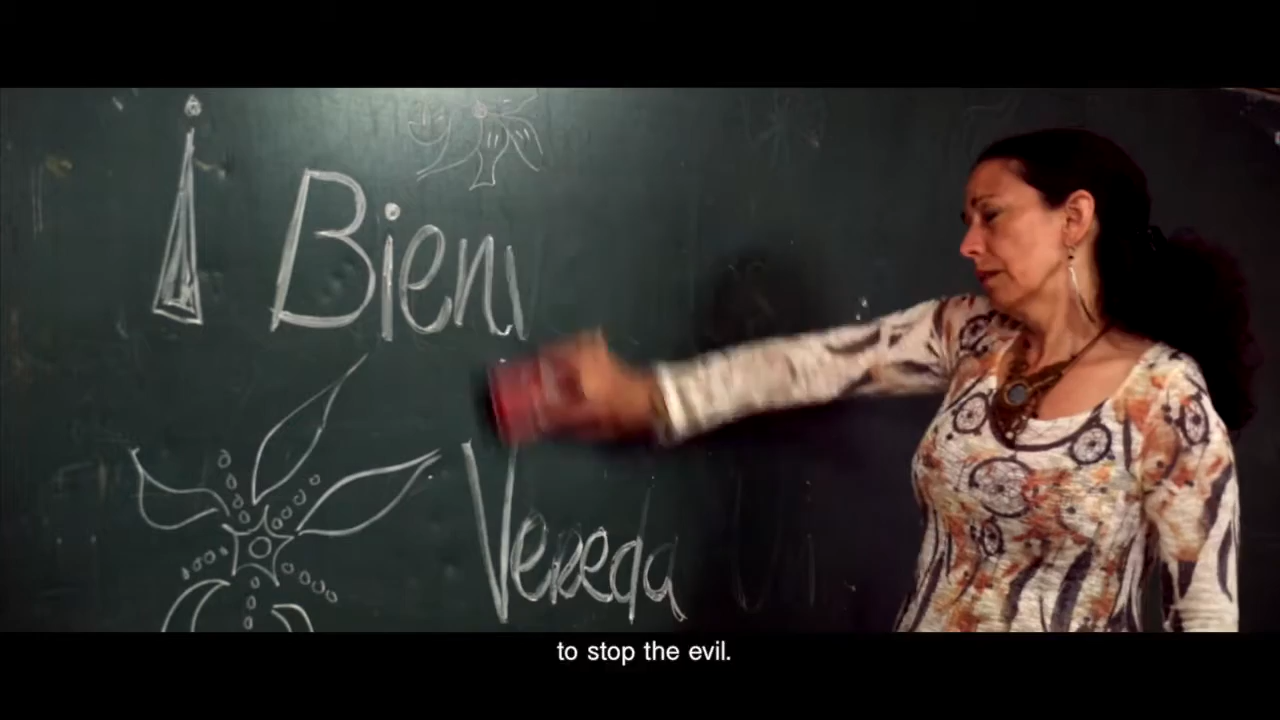 ¡Bien
Vereda
to stop the evil.